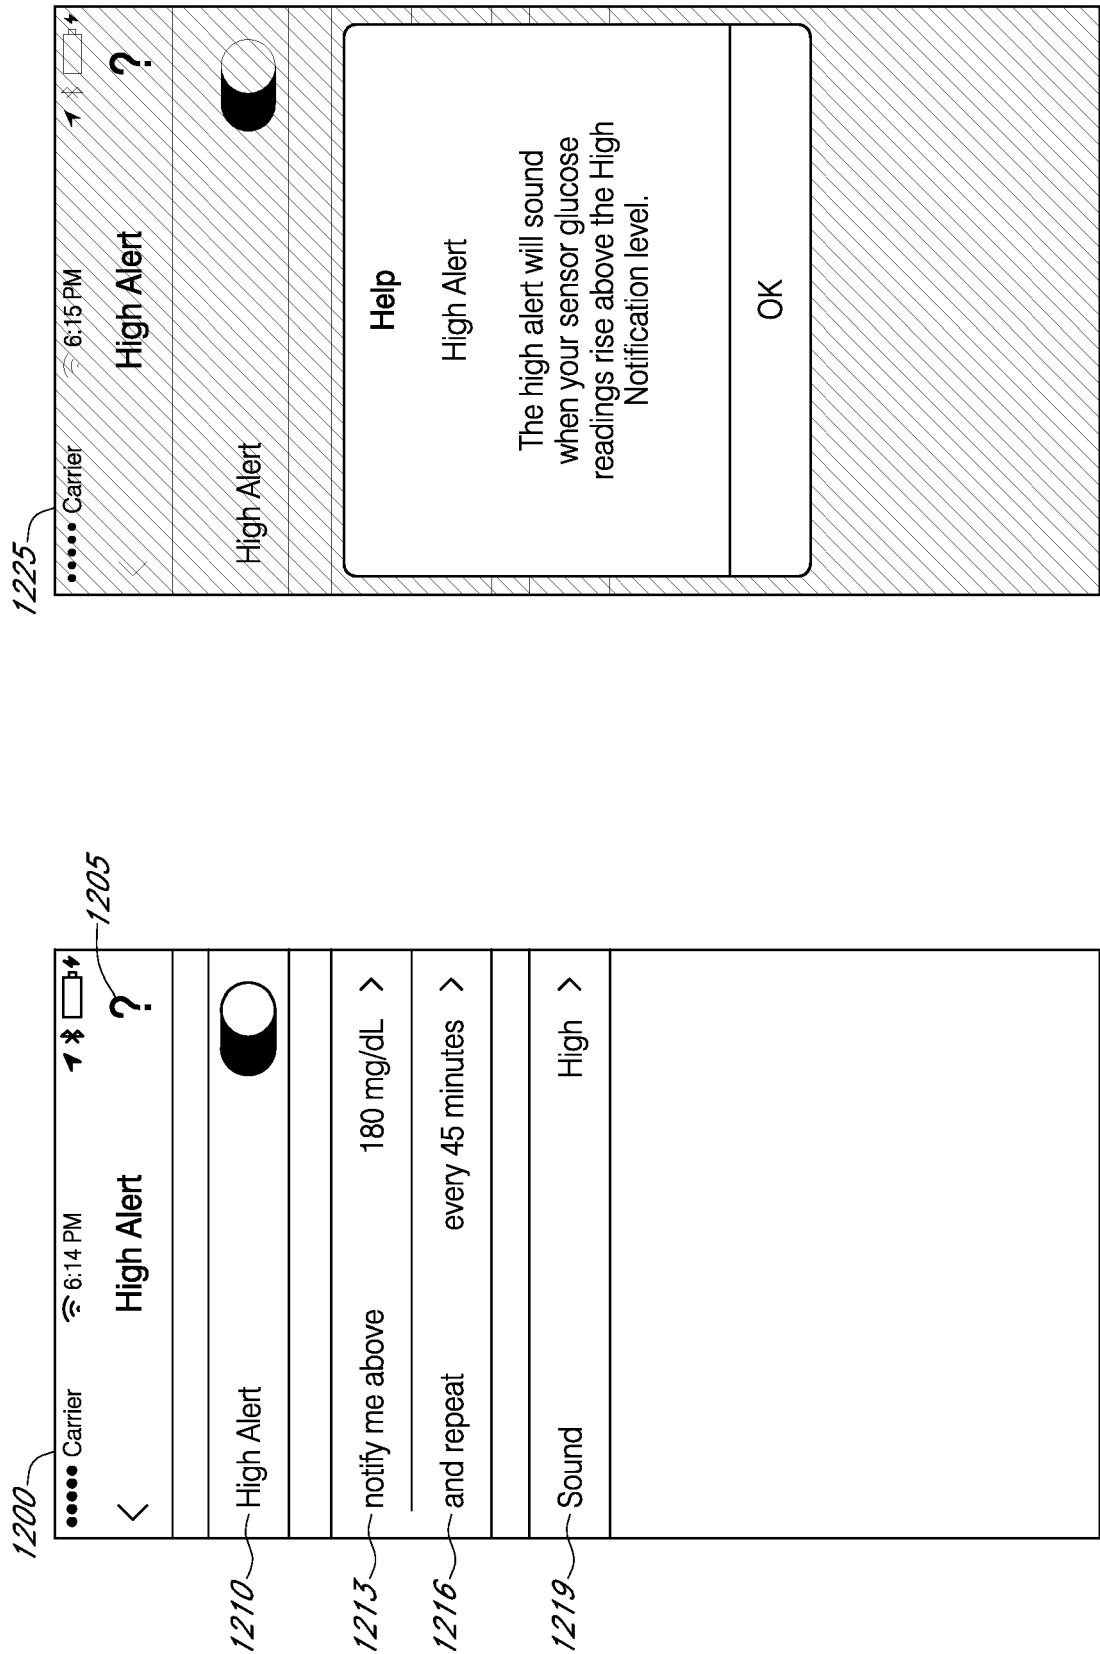 1200
••••• Carrier 6:14 PM
< High Alert ?
1205
1210 High Alert
1213 notify me above 180 mg/dL >
1216 and repeat every 45 minutes >
1219 Sound High >
1225
••••• Carrier 6:15 PM
< High Alert ?
High Alert
Help
High Alert
The high alert will sound
when your sensor glucose
readings rise above the High
Notification level.
OK